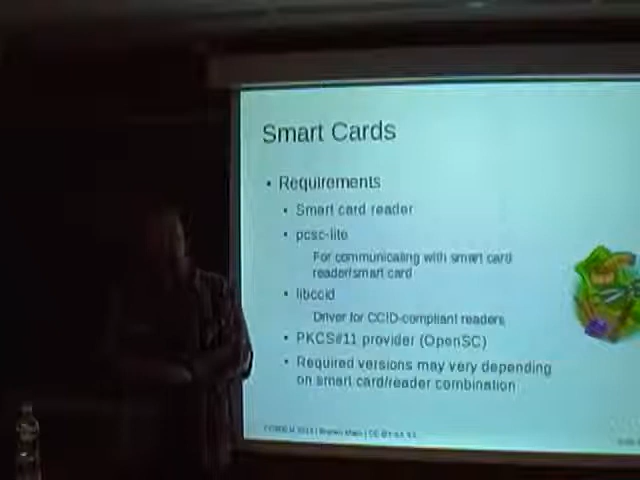 Smart Cards
• Requirements
• Smart card reader
• pcsc-lite
For communicating with smart card
reader/smart card
• libccid
Driver for CCID-compliant readers
• PKCS#11 provider (OpenSC)
• Required versions may vary depending
on smart card/reader combination